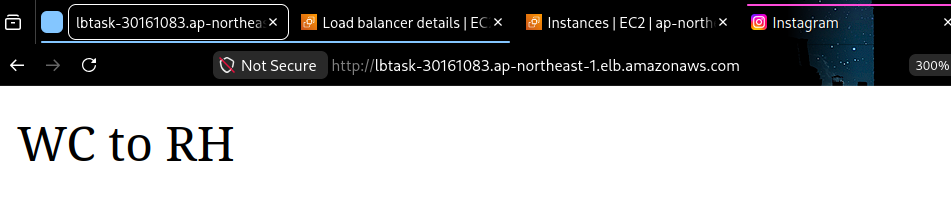 lbtask-30161083.ap-northeas
Load balancer details | EC
Instances | EC2 | ap-north
Instagram
Not Secure
http://lbtask-30161083.ap-northeast-1.elb.amazonaws.com
300%
WC to RH